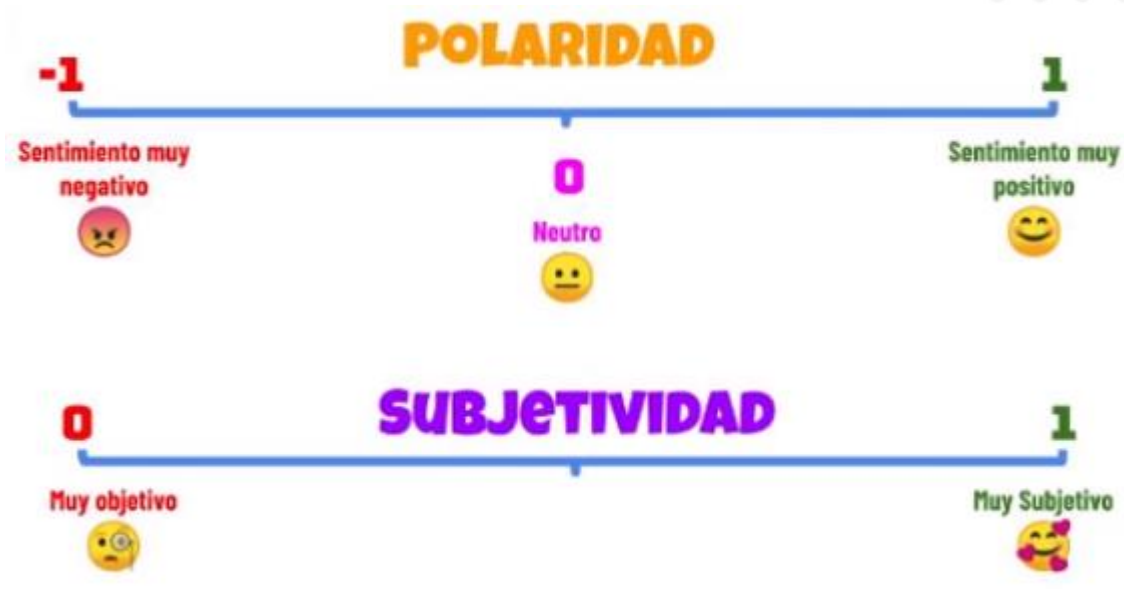 POLARIDAD
-1
1
Sentimiento muy
negativo
0
Neutro
Sentimiento muy
positivo
SUBJETIVIDAD
0
1
Muy objetivo
Muy Subjetivo